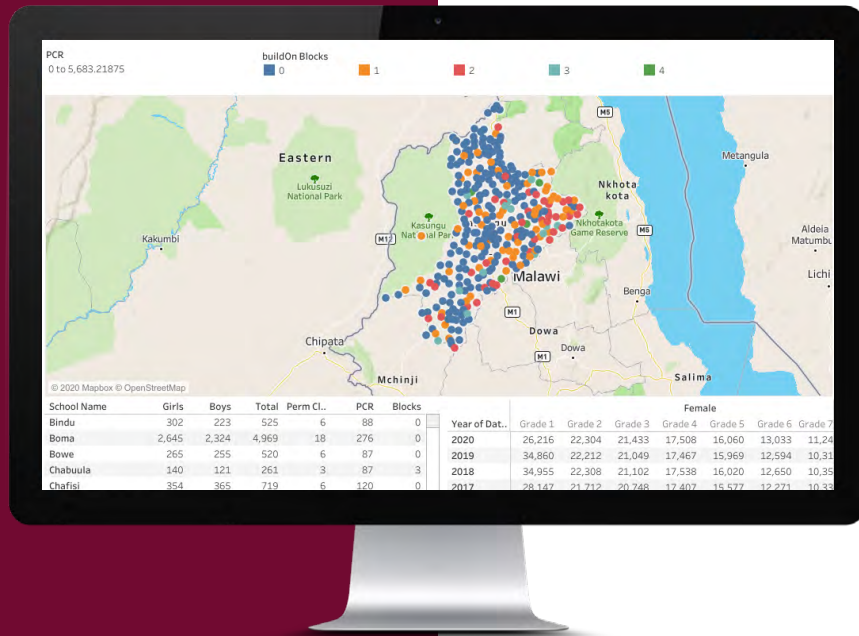 PCR
0 to 5,683.21875
buildOn Blocks
0 1 2 3 4
M5
Metangula
Eastern
Lukusuzi
National Park
Nkhota
kota
Kasungu
Nkhotakota
Game Reserve
M5
Aldeia
Kakumbi
Malawi
Lichi
Benga
M1
Dowa
Chipata
M1
Dowa
Mchinji
Salima
© 2020 Mapbox © OpenStreetMap
School Name Girls Boys Total Perm Cl.. PCR Blocks
Bindu 302 223 525 6 88 0
Boma 2,645 2,324 4,969 18 276 0
Bowe 265 255 520 6 87 0
Chabuula 140 121 261 3 87 3
Chafisi 354 365 719 6 120 0
Female
Year of Dat.. Grade 1 Grade 2 Grade 3 Grade 4 Grade 5 Grade 6 Grade 7
2020 26,216 22,304 21,433 17,508 16,060 13,033 11,24
2019 34,860 22,212 21,049 17,467 15,969 12,594 10,31
2018 34,955 22,308 21,102 17,538 16,020 12,650 10,35
2017 28,147 21,712 20,748 17,407 15,577 12,271 10,33